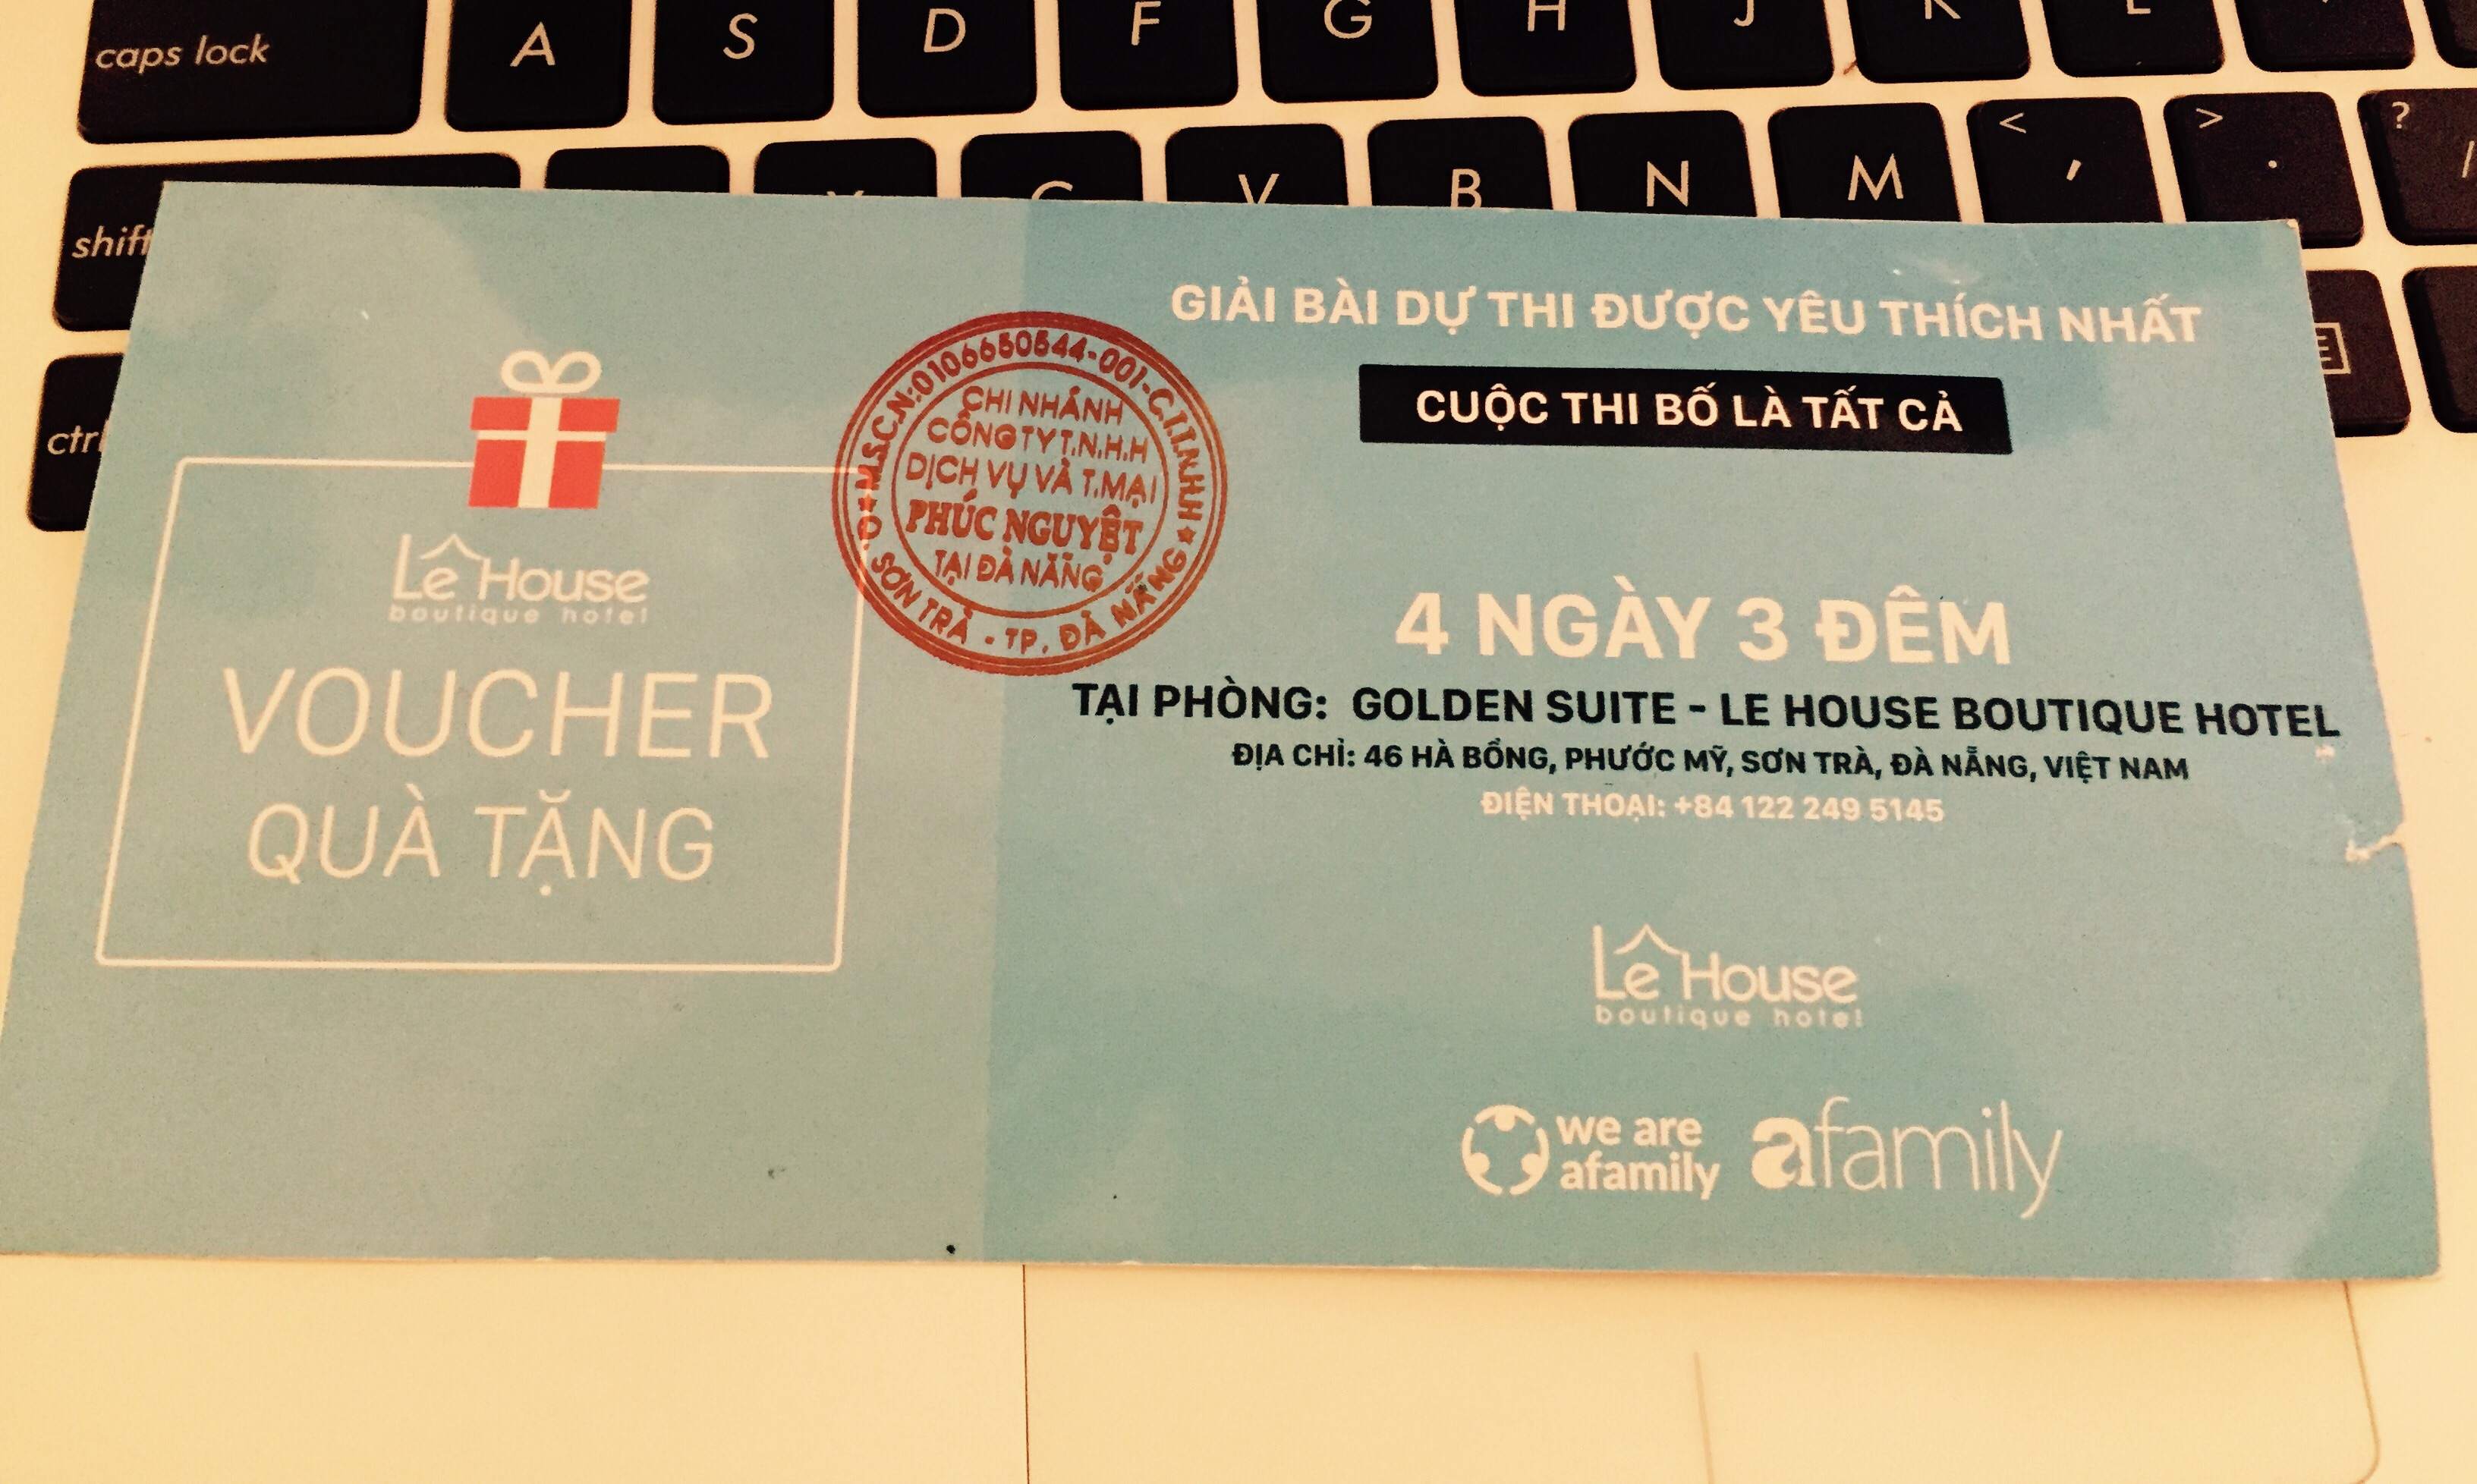 caps lock
A S D F G H J K L
shift
C V B N M < , > . ? /
ctrl
Le House
boutique hotel
VOUCHER
QUÀ TẶNG
M.S.C.N:0106650544-001-C.T.T.N.H.H
CHI NHÁNH
CÔNG TY T.N.H.H
DỊCH VỤ VÀ T.MẠI
PHÚC NGUYỆT
TẠI ĐÀ NẴNG
Q. SƠN TRÀ - TP. ĐÀ NẴNG
GIẢI BÀI DỰ THI ĐƯỢC YÊU THÍCH NHẤT
CUỘC THI BỐ LÀ TẤT CẢ
4 NGÀY 3 ĐÊM
TẠI PHÒNG: GOLDEN SUITE - LE HOUSE BOUTIQUE HOTEL
ĐỊA CHỈ: 46 HÀ BỔNG, PHƯỚC MỸ, SƠN TRÀ, ĐÀ NẴNG, VIỆT NAM
ĐIỆN THOẠI: +84 122 249 5145
Le House
boutique hotel
we are
afamily
afamily